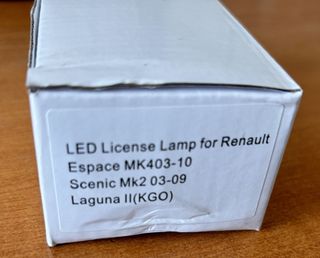 LED License Lamp for Renault
Espace MK403-10
Scenic Mk2 03-09
Laguna II(KGO)